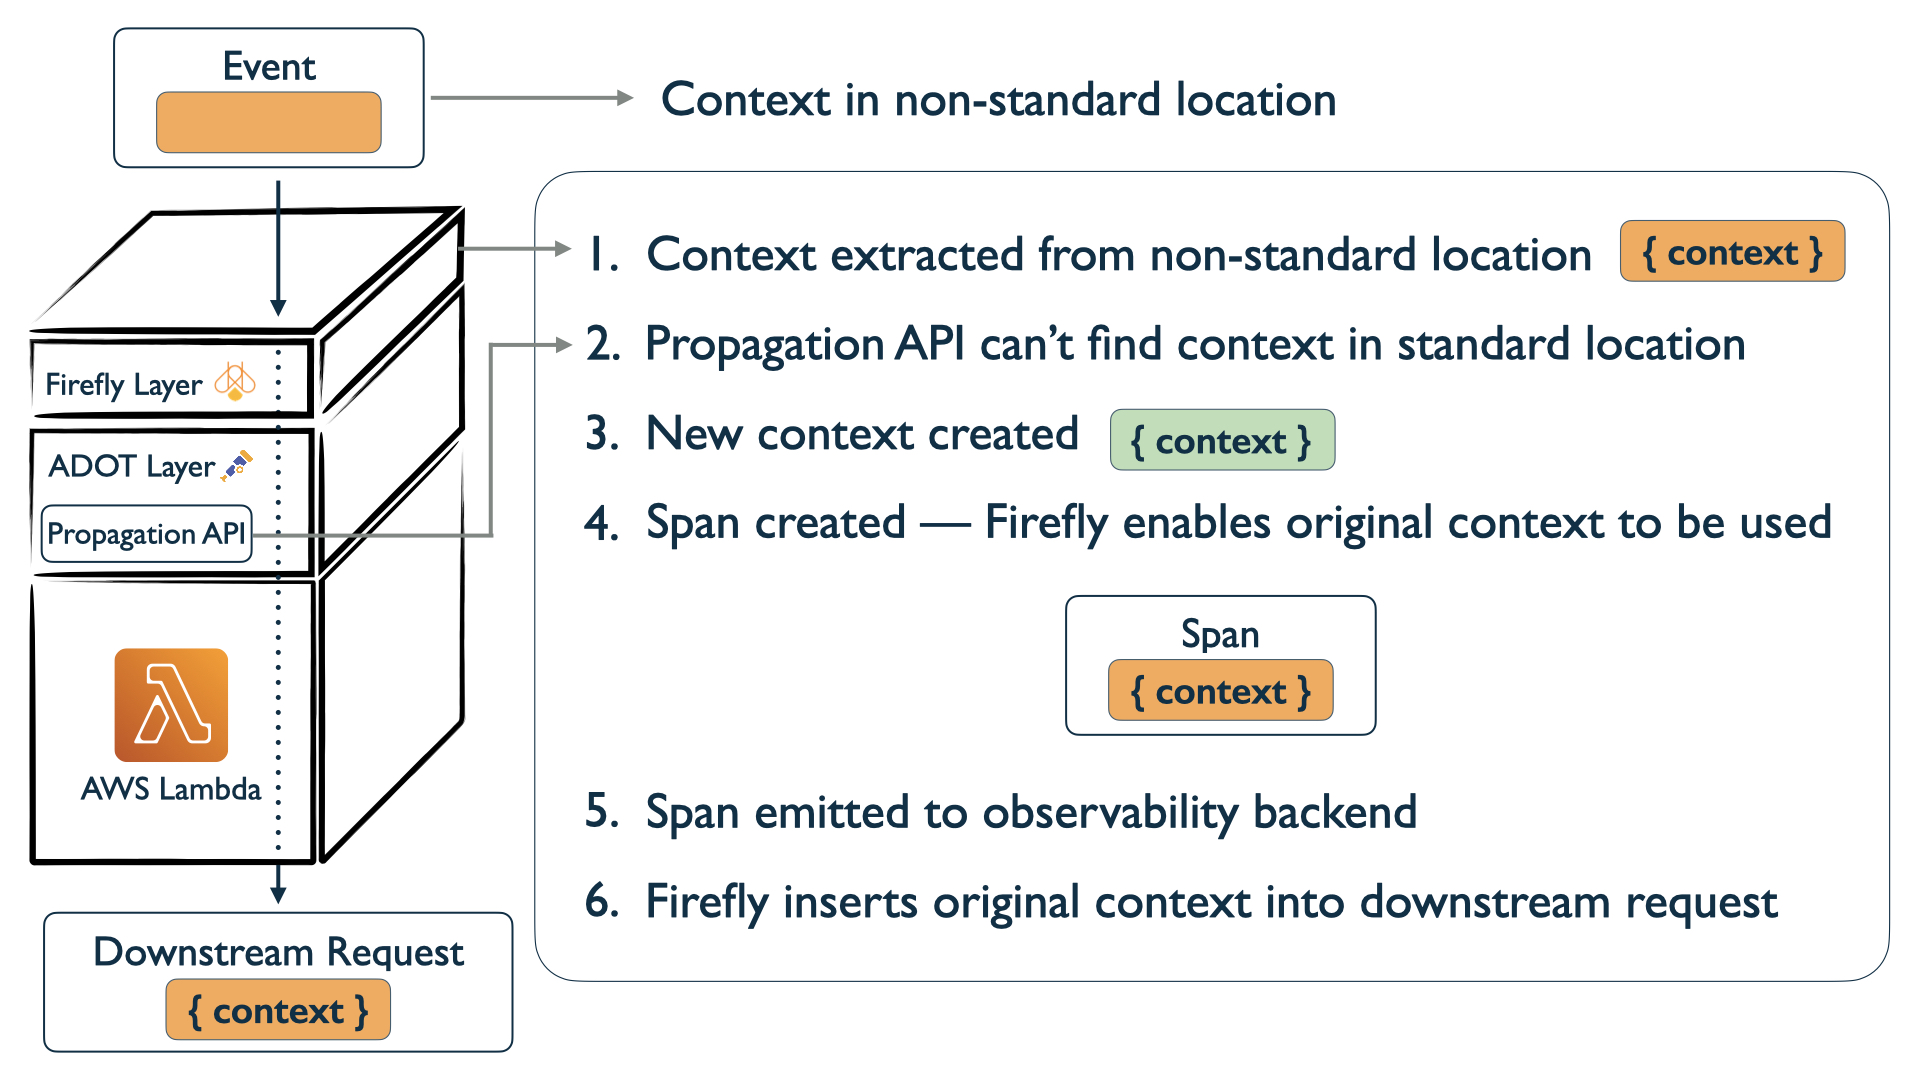 Event
Context in non-standard location
1. Context extracted from non-standard location { context }
2. Propagation API can’t find context in standard location
3. New context created { context }
4. Span created — Firefly enables original context to be used
Span
{ context }
5. Span emitted to observability backend
6. Firefly inserts original context into downstream request
Firefly Layer
ADOT Layer
Propagation API
AWS Lambda
Downstream Request
{ context }